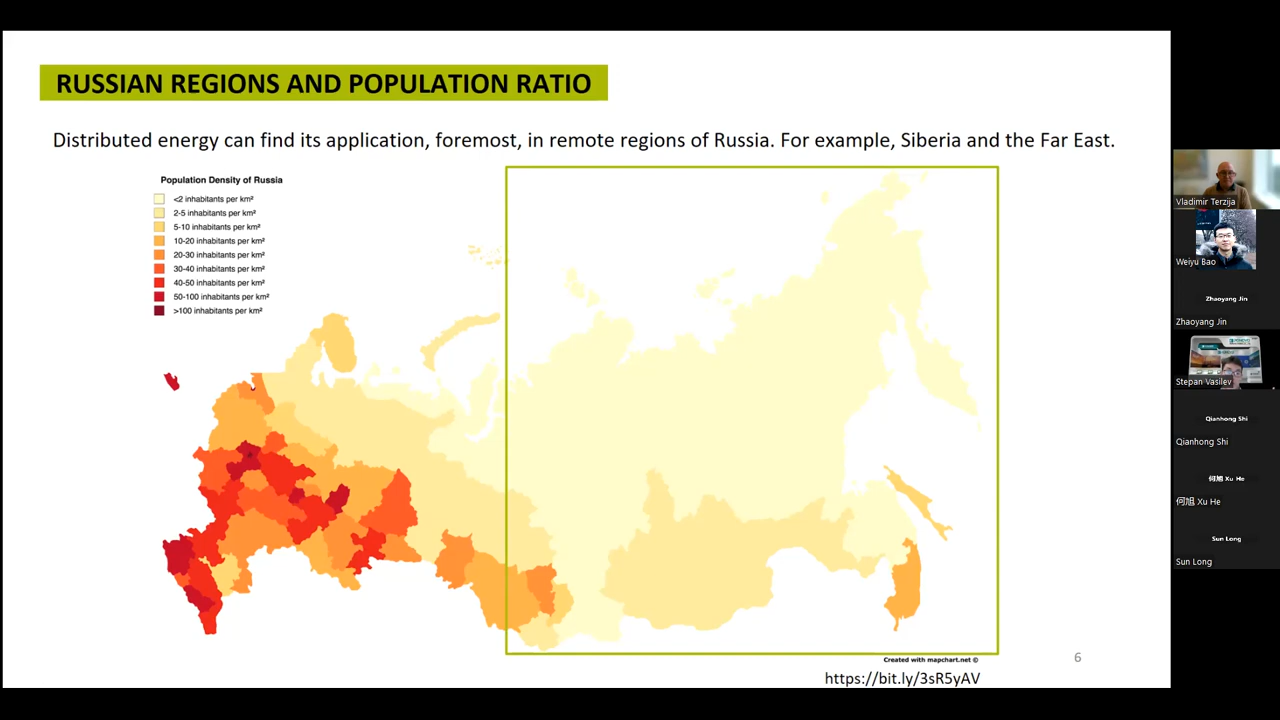 RUSSIAN REGIONS AND POPULATION RATIO
Distributed energy can find its application, foremost, in remote regions of Russia. For example, Siberia and the Far East.
Population Density of Russia
<2 inhabitants per km²
2-5 inhabitants per km²
5-10 inhabitants per km²
10-20 inhabitants per km²
20-30 inhabitants per km²
30-40 inhabitants per km²
40-50 inhabitants per km²
50-100 inhabitants per km²
>100 inhabitants per km²
Created with mapchart.net ©
6
https://bit.ly/3sR5yAV
Vladimir Terzija
Weiyu Bao
Zhaoyang Jin
Zhaoyang Jin
Stepan Vasilev
Qianhong Shi
Qianhong Shi
何旭 Xu He
何旭 Xu He
Sun Long
Sun Long